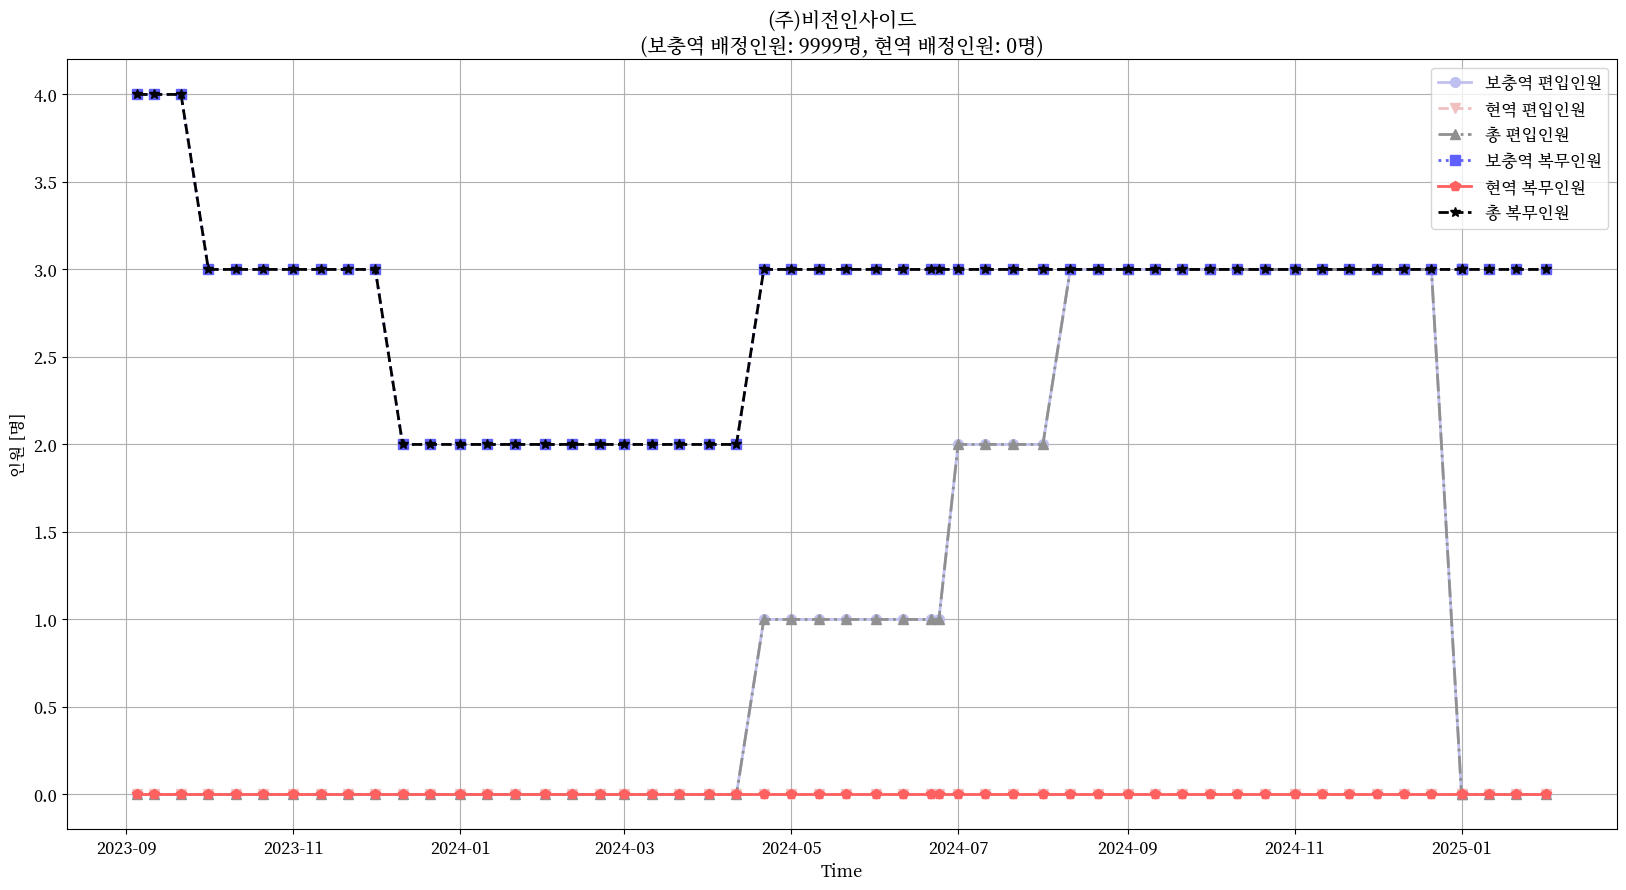 (주)비전인사이드
(보충역 배정인원: 9999명, 현역 배정인원: 0명)
보충역 편입인원
현역 편입인원
총 편입인원
보충역 복무인원
현역 복무인원
총 복무인원
인원 [명]
4.0
3.5
3.0
2.5
2.0
1.5
1.0
0.5
0.0
2023-09
2023-11
2024-01
2024-03
2024-05
2024-07
2024-09
2024-11
2025-01
Time